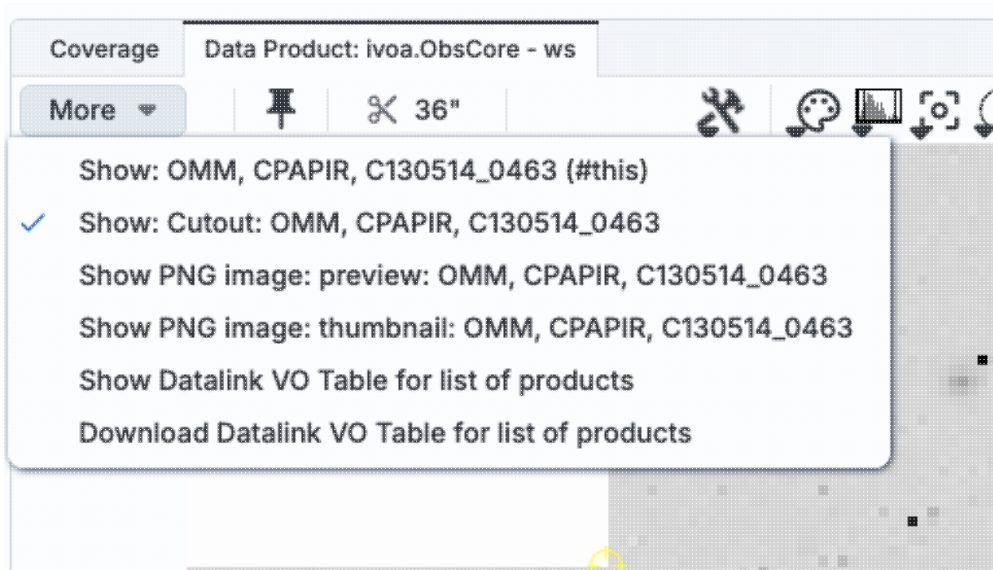 Coverage Data Product: ivoa.ObsCore - ws
More 36"
Show: OMM, CPAPIR, C130514_0463 (#this)
Show: Cutout: OMM, CPAPIR, C130514_0463
Show PNG image: preview: OMM, CPAPIR, C130514_0463
Show PNG image: thumbnail: OMM, CPAPIR, C130514_0463
Show Datalink VO Table for list of products
Download Datalink VO Table for list of products